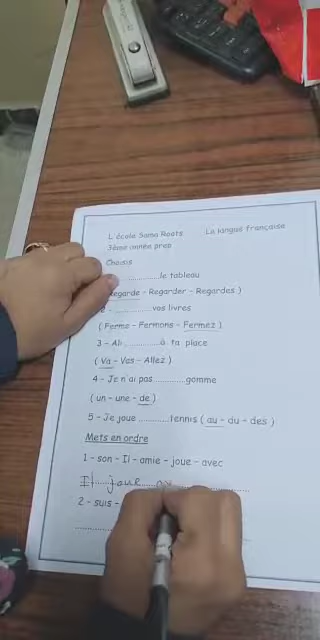 L'école Sama Roots La langue française
3ème année prep
Choisis
..............le tableau
Regarde - Regarder - Regardes )
- ............vos livres
( Ferme - Fermons - Fermez )
3 - Ali ............à ta place
( Va - Vas - Allez )
4 - Je n'ai pas ...........gomme
( un - une - de )
5 - Je joue ...........tennis ( au - du - des )
Mets en ordre
1 - son - Il - amie - joue - avec
Il joue
2 - suis -